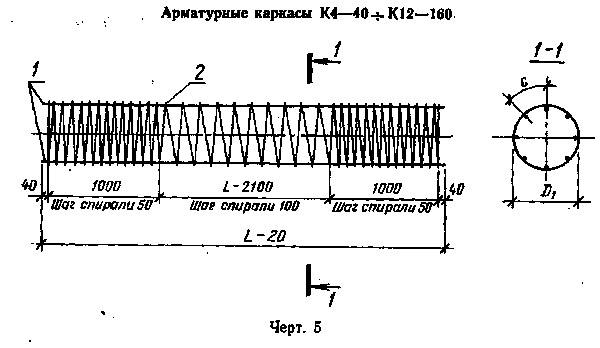 Арматурные каркасы К4—40÷К12—160
1
2
1
1-1
40
1000
L-2100
1000
40
Шаг спирали 50
Шаг спирали 100
Шаг спирали 50
D1
L-20
1
Черт. 5